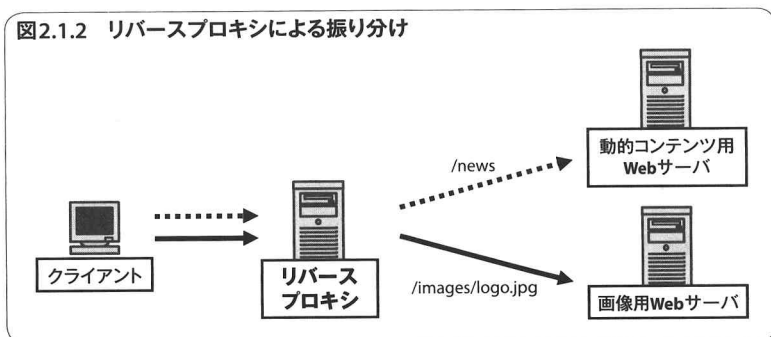 図2.1.2 リバースプロキシによる振り分け
/news
動的コンテンツ用
Webサーバ
クライアント
リバース
プロキシ
/images/logo.jpg
画像用Webサーバ